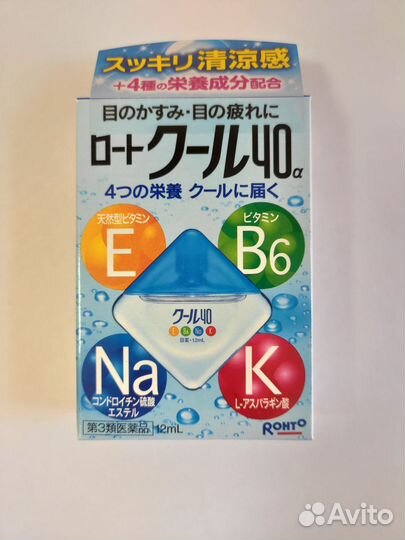 スッキリ清涼感
+4種の栄養成分配合
目のかすみ・目の疲れに
ロートクール40α
4つの栄養 クールに届く
天然型ビタミン
E
ビタミン
B6
クール40
E B6 Na K
目薬・12mL
Na
コンドロイチン硫酸
エステル
K
L-アスパラギン酸
第3類医薬品 12mL
ROHTO
Avito